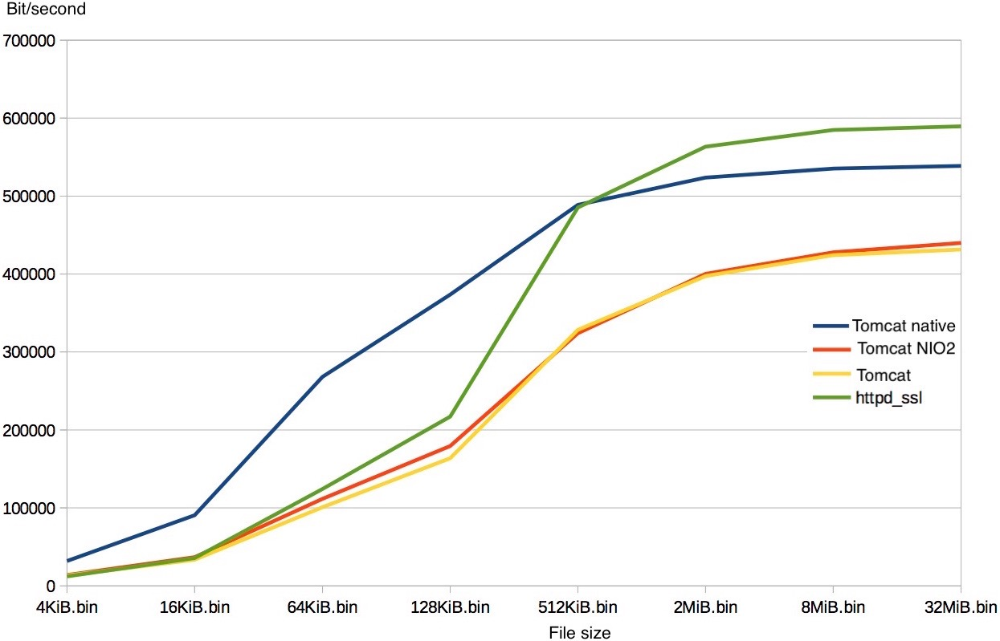 Bit/second
700000
600000
500000
400000
300000
200000
100000
0
Tomcat native
Tomcat NIO2
Tomcat
httpd_ssl
4KiB.bin 16KiB.bin 64KiB.bin 128KiB.bin 512KiB.bin 2MiB.bin 8MiB.bin 32MiB.bin
File size